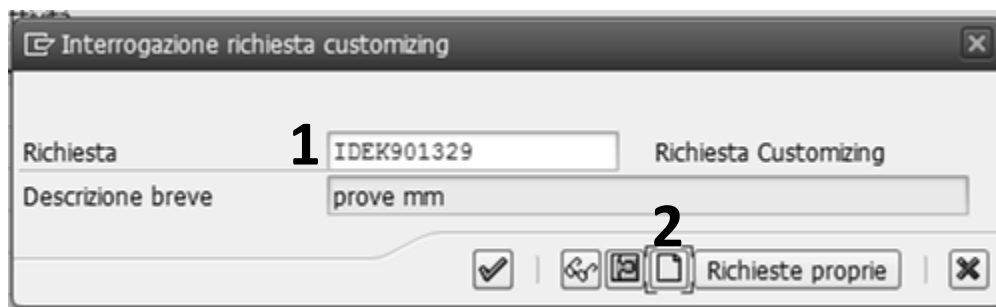 Interrogazione richiesta customizing
Richiesta 1 IDEK901329 Richiesta Customizing
Descrizione breve prove mm
2
Richieste proprie